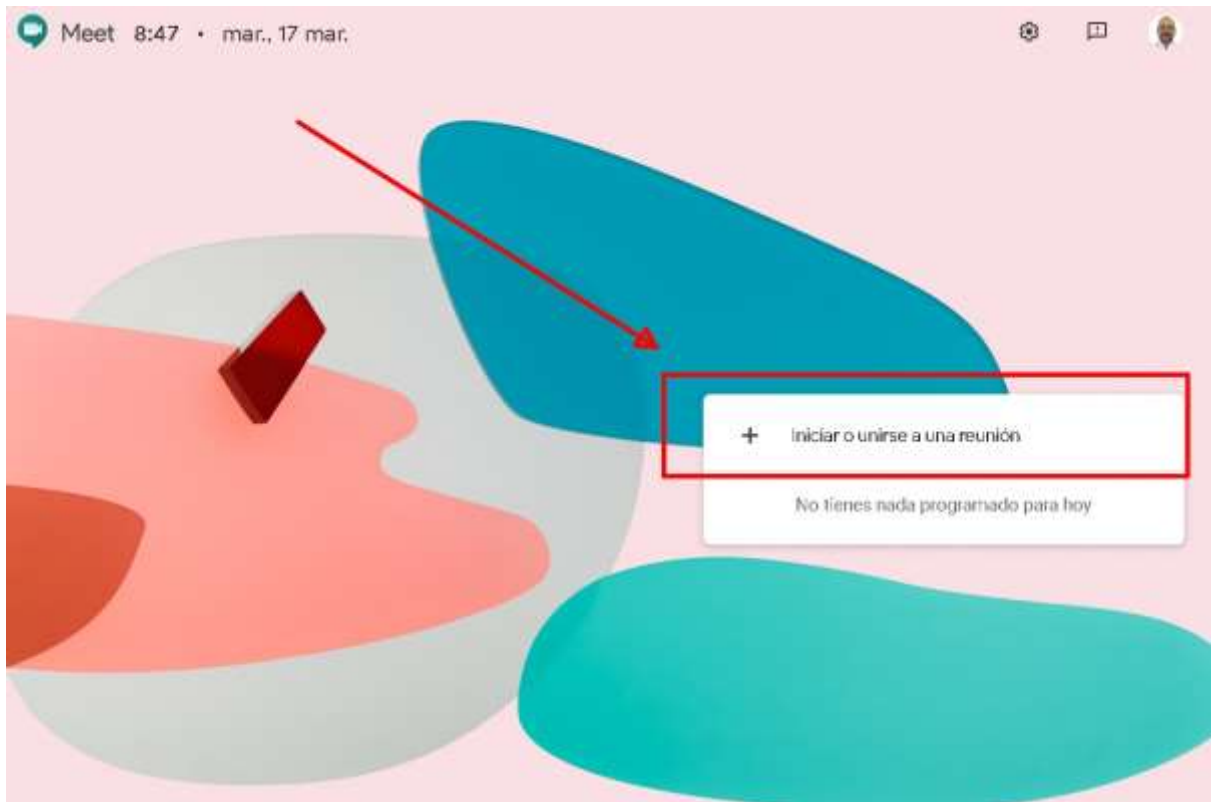 Meet 8:47 • mar., 17 mar.
+ Iniciar o unirse a una reunión
No tienes nada programado para hoy